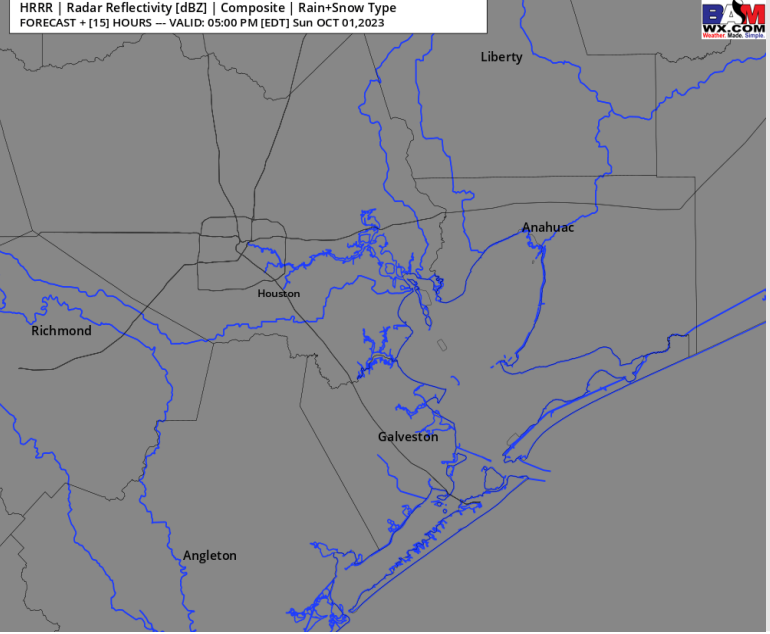 HRRR | Radar Reflectivity [dBZ] | Composite | Rain+Snow Type
FORECAST + [15] HOURS --- VALID: 05:00 PM [EDT] Sun OCT 01,2023
BAM
WX.COM
Weather. Made. Simple.
Liberty
Anahuac
Houston
Richmond
Galveston
Angleton